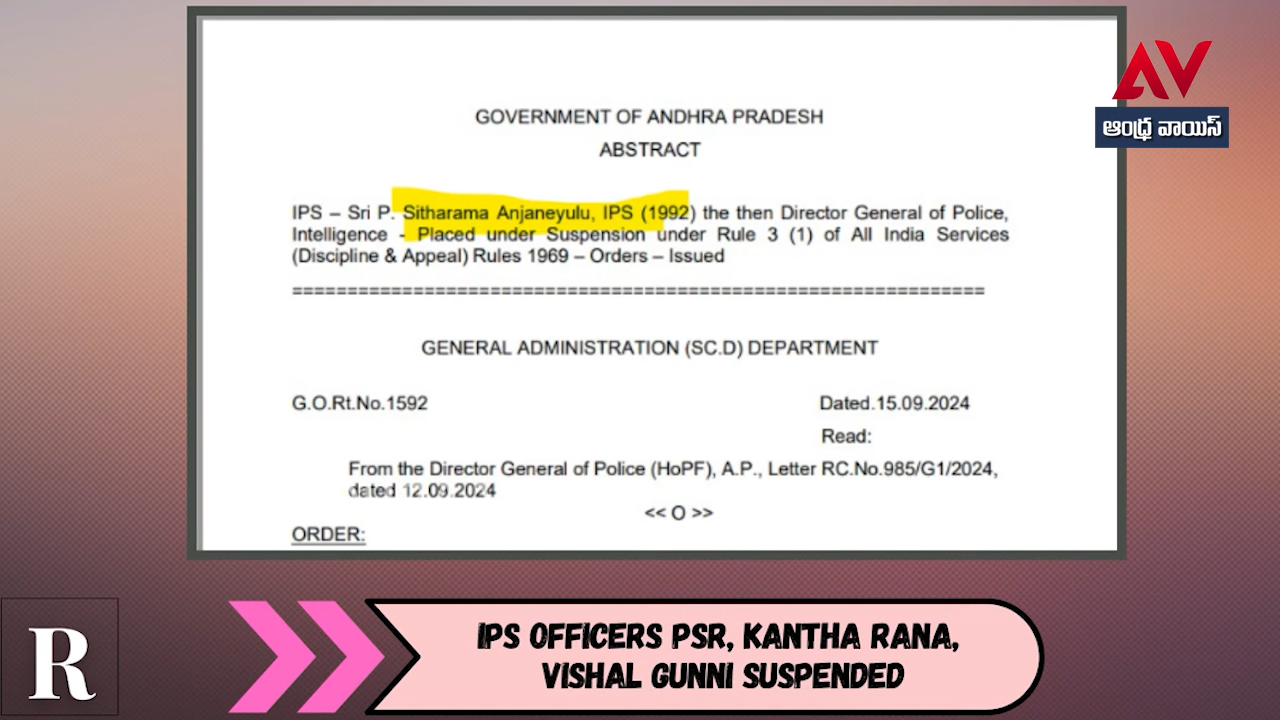 GOVERNMENT OF ANDHRA PRADESH
ABSTRACT
IPS – Sri P. Sitharama Anjaneyulu, IPS (1992) the then Director General of Police,
Intelligence - Placed under Suspension under Rule 3 (1) of All India Services
(Discipline & Appeal) Rules 1969 – Orders – Issued
================================================================
GENERAL ADMINISTRATION (SC.D) DEPARTMENT
G.O.Rt.No.1592 Dated.15.09.2024
Read:
From the Director General of Police (HoPF), A.P., Letter RC.No.985/G1/2024,
dated 12.09.2024
<< O >>
ORDER:
AV
ఆంధ్ర వాయిస్
R
IPS OFFICERS PSR, KANTHA RANA,
VISHAL GUNNI SUSPENDED